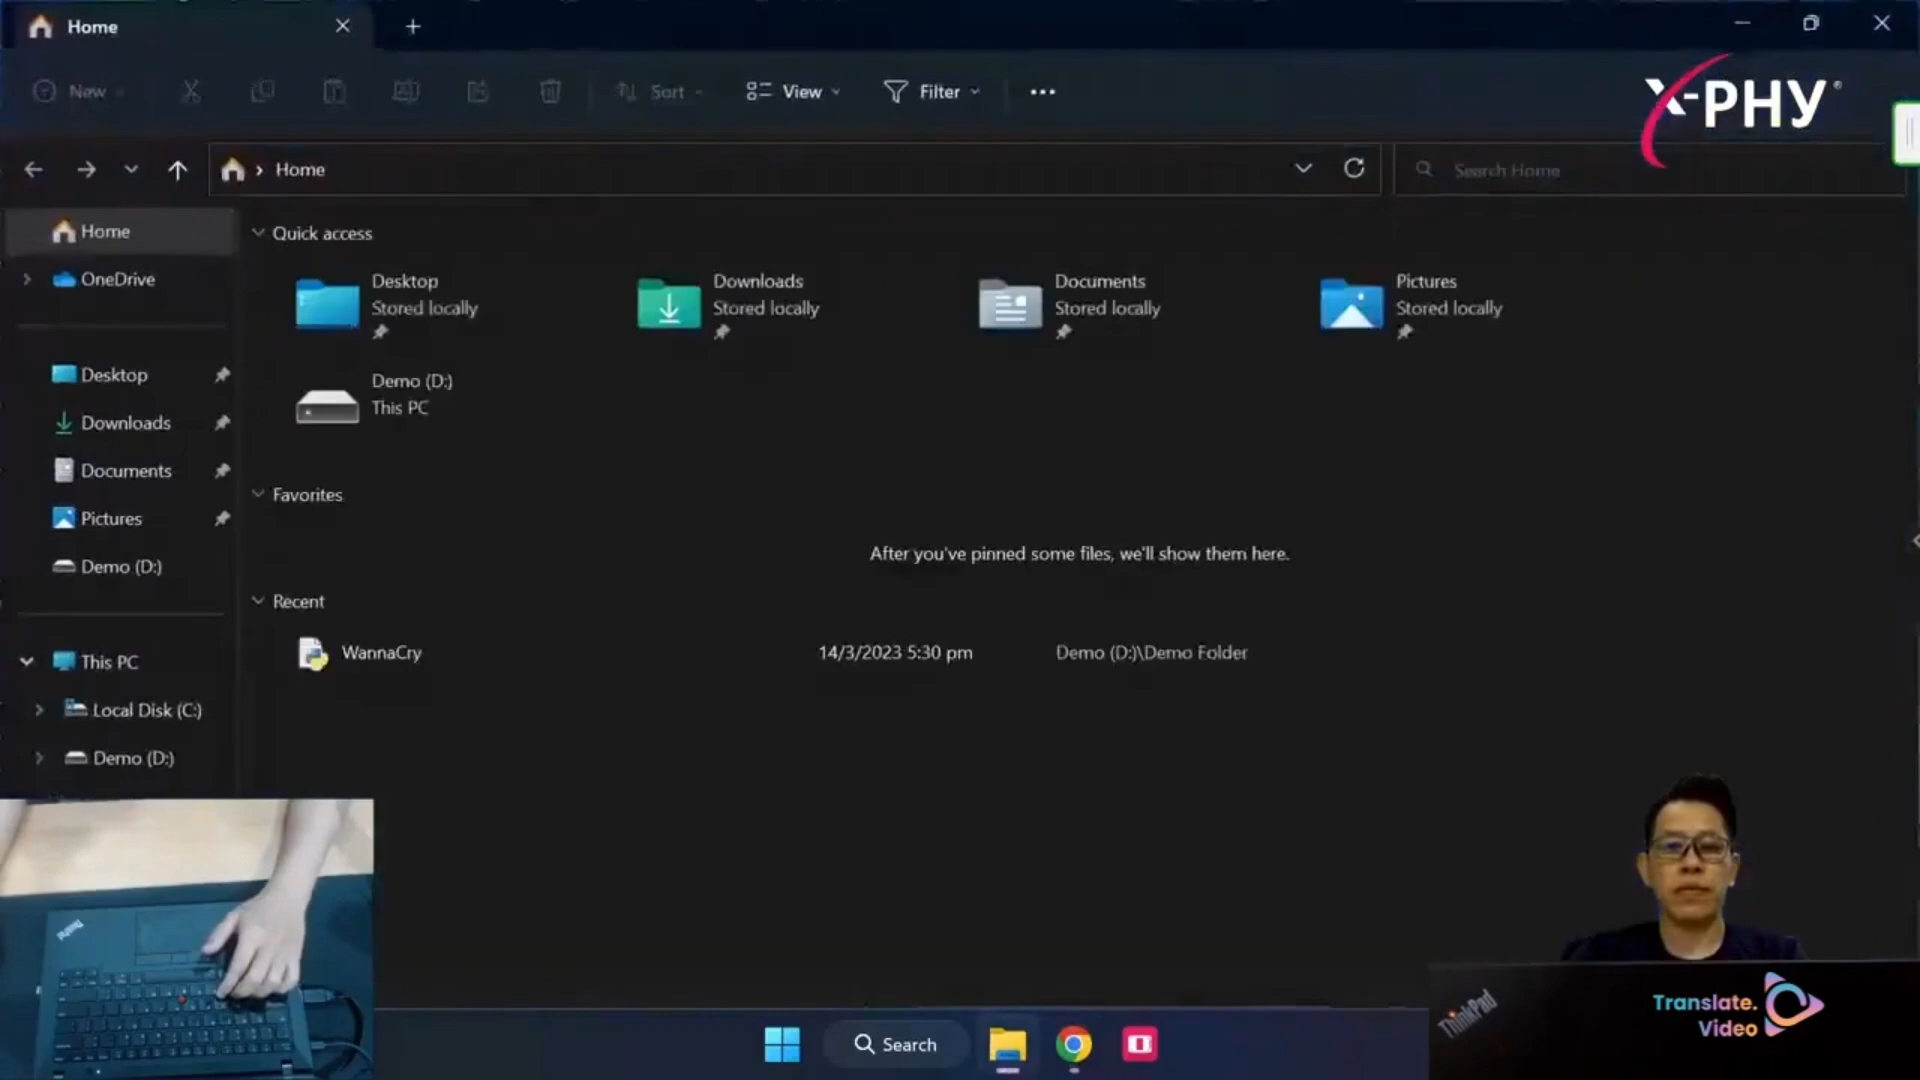 Home
New
Sort
View
Filter
X-PHY®
Home
Search Home
Home
OneDrive
Desktop
Downloads
Documents
Pictures
Demo (D:)
This PC
Local Disk (C:)
Demo (D:)
Quick access
Desktop
Stored locally
Downloads
Stored locally
Documents
Stored locally
Pictures
Stored locally
Demo (D:)
This PC
Favorites
After you've pinned some files, we'll show them here.
Recent
WannaCry 14/3/2023 5:30 pm Demo (D:)\Demo Folder
ThinkPad
Search
ThinkPad
Translate.
Video